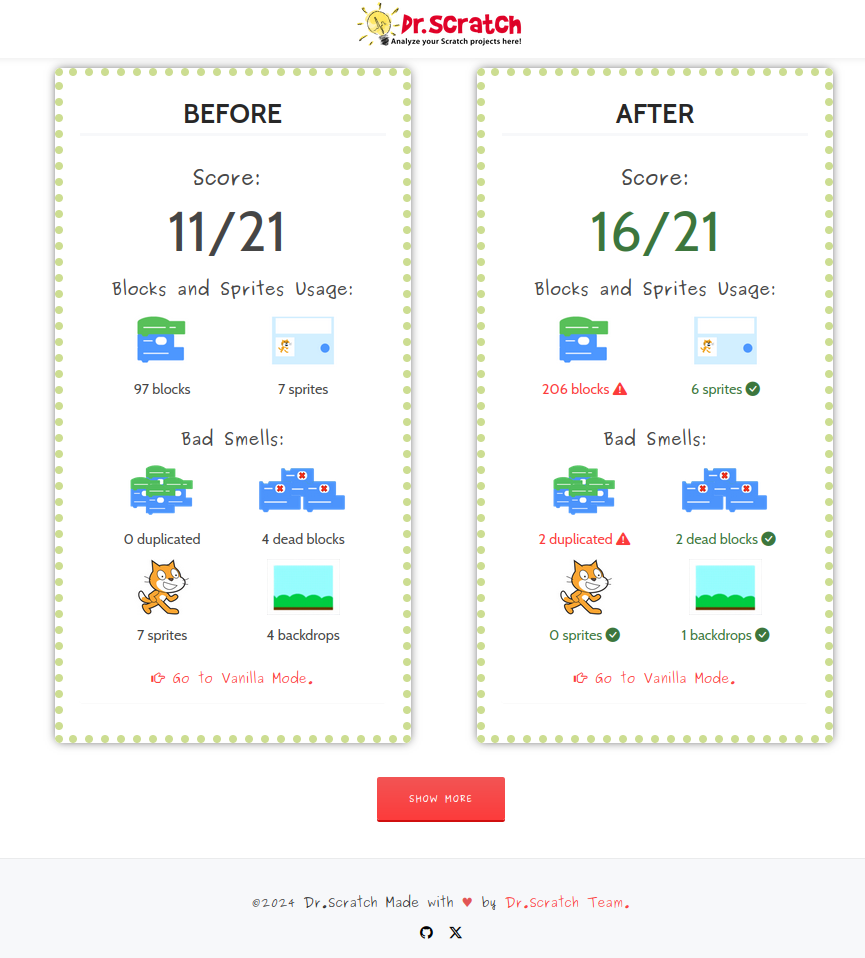 Dr.Scratch
Analyze your Scratch projects here!
BEFORE
Score:
11/21
Blocks and Sprites Usage:
97 blocks
7 sprites
Bad Smells:
0 duplicated
4 dead blocks
7 sprites
4 backdrops
Go to Vanilla Mode.
AFTER
Score:
16/21
Blocks and Sprites Usage:
206 blocks
6 sprites
Bad Smells:
2 duplicated
2 dead blocks
0 sprites
1 backdrops
Go to Vanilla Mode.
SHOW MORE
©2024 Dr.Scratch Made with ♥ by Dr.Scratch Team.